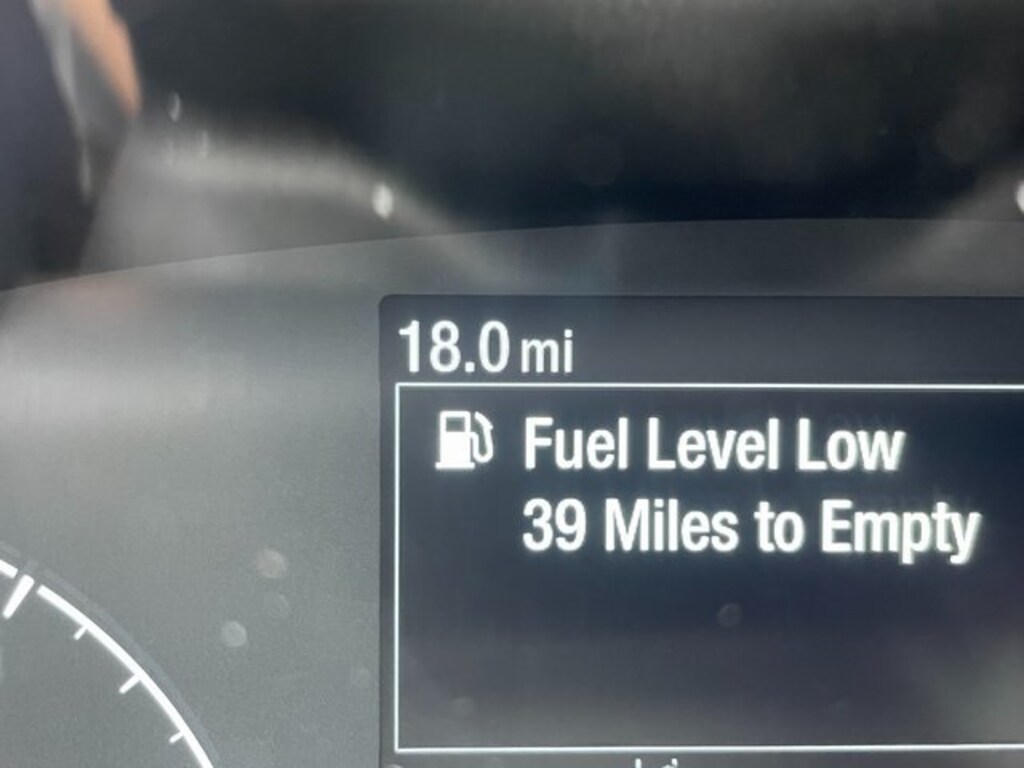 18.0 mi
Fuel Level Low
39 Miles to Empty